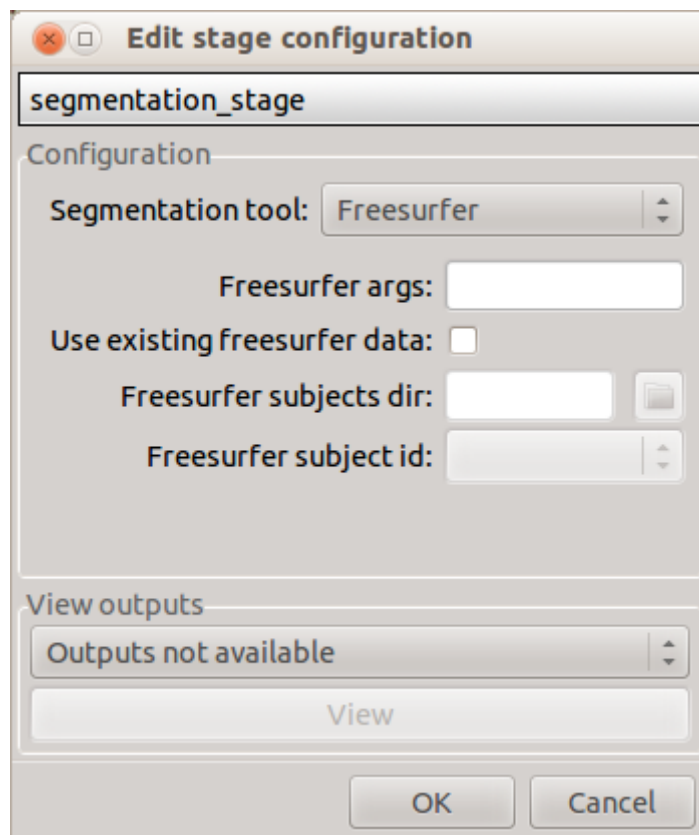 Edit stage configuration
segmentation_stage
Configuration
Segmentation tool: Freesurfer
Freesurfer args:
Use existing freesurfer data:
Freesurfer subjects dir:
Freesurfer subject id:
View outputs
Outputs not available
View
OK Cancel